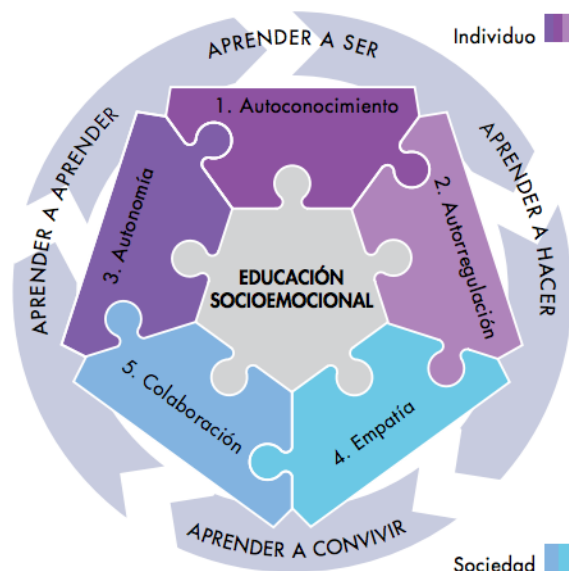 APRENDER A SER
Individuo
1. Autoconocimiento
APRENDER A APRENDER
APRENDER A HACER
3. Autonomía
2. Autorregulación
EDUCACIÓN
SOCIOEMOCIONAL
5. Colaboración
4. Empatía
APRENDER A CONVIVIR
Sociedad